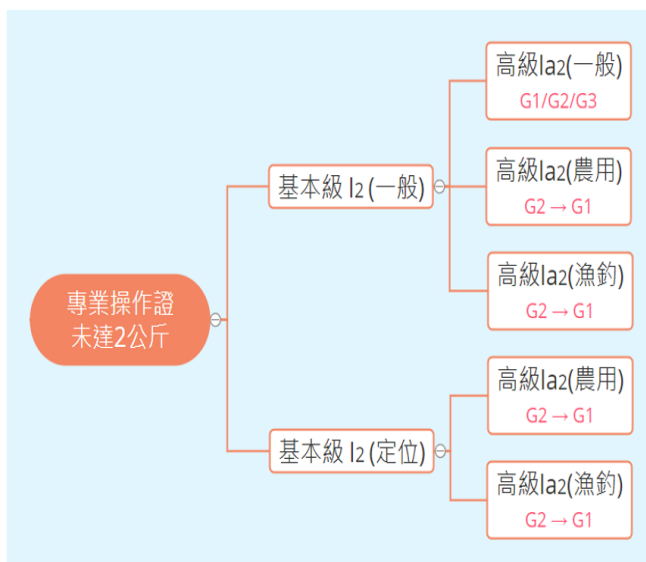 專業操作證
未達2公斤
基本級 I2 (一般)
高級Ia2(一般)
G1/G2/G3
高級Ia2(農用)
G2 → G1
高級Ia2(漁釣)
G2 → G1
基本級 I2 (定位)
高級Ia2(農用)
G2 → G1
高級Ia2(漁釣)
G2 → G1